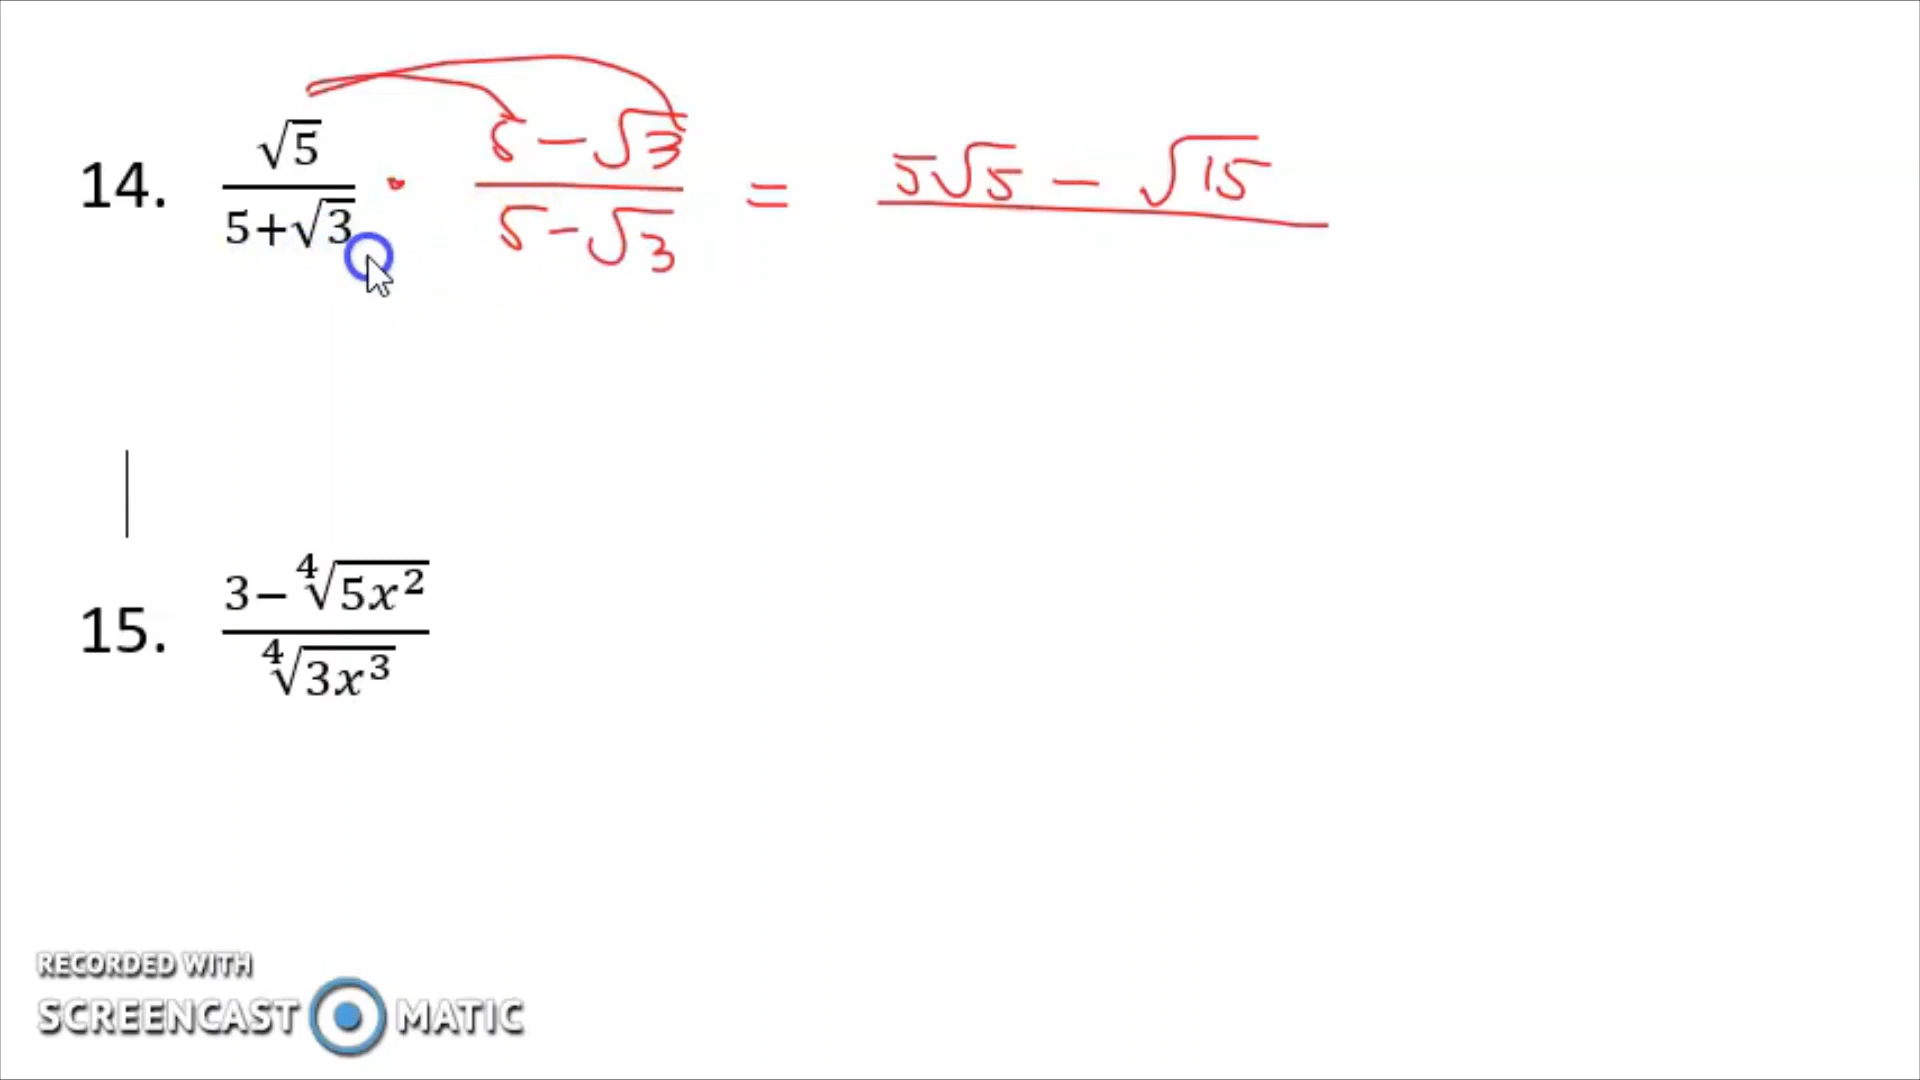 14. √5/(5+√3) · (5−√3)/(5−√3) = 5√5 − √15
15. (3−∜(5x²))/∜(3x³)
RECORDED WITH
SCREENCAST MATIC